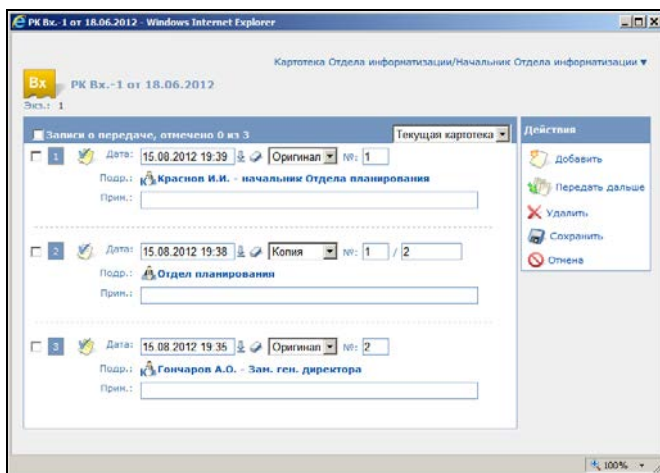 РК Вх.-1 от 18.06.2012 - Windows Internet Explorer
Картотека Отдела информатизации/Начальник Отдела информатизации
Вх РК Вх.-1 от 18.06.2012
Экз.: 1
Записи о передаче, отмечено 0 из 3 Текущая картотека
1 Дата: 15.08.2012 19:39 Оригинал №: 1
Подр.: Краснов И.И. - начальник Отдела планирования
Прим.:
2 Дата: 15.08.2012 19:38 Копия №: 1 / 2
Подр.: Отдел планирования
Прим.:
3 Дата: 15.08.2012 19:35 Оригинал №: 2
Подр.: Гончаров А.О. - Зам. ген. директора
Прим.:
Действия
Добавить
Передать дальше
Удалить
Сохранить
Отмена
100%